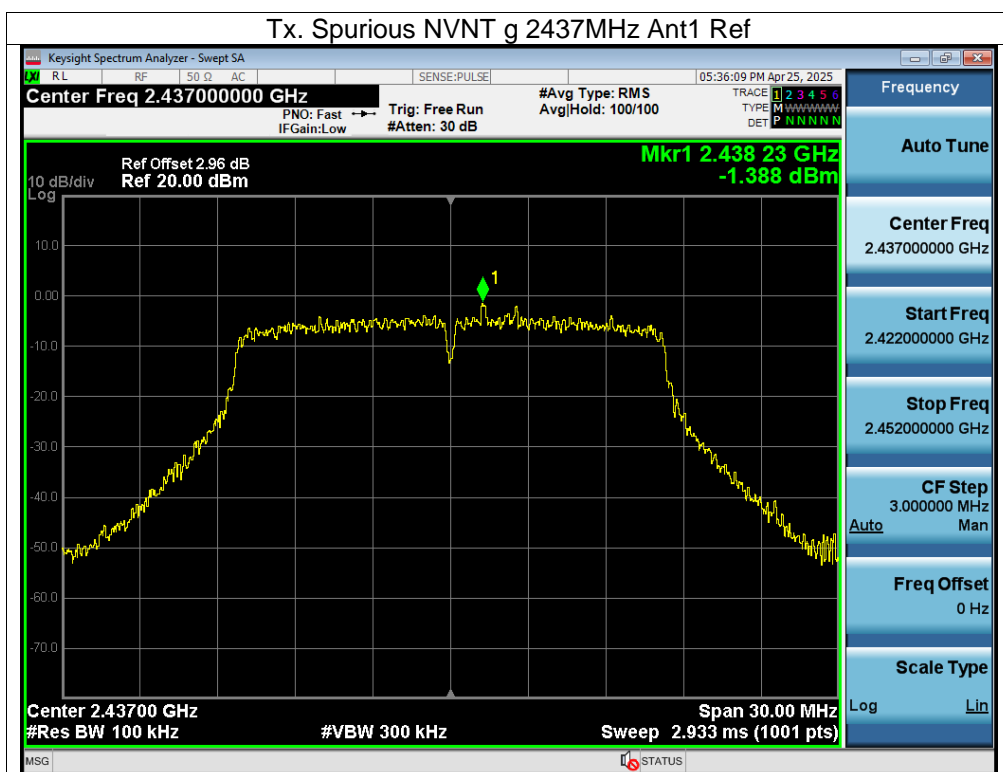 Tx. Spurious NVNT g 2437MHz Ant1 Ref
Keysight Spectrum Analyzer - Swept SA
LXI RL RF 50 Ω AC SENSE:PULSE 05:36:09 PM Apr 25, 2025
Center Freq 2.437000000 GHz
PNO: Fast
IFGain:Low
Trig: Free Run
#Atten: 30 dB
#Avg Type: RMS
Avg|Hold: 100/100
TRACE 1 2 3 4 5 6
TYPE M WWWWW
DET P N N N N N
Mkr1 2.438 23 GHz
-1.388 dBm
Ref Offset 2.96 dB
10 dB/div Ref 20.00 dBm
Log
10.0
0.00
-10.0
-20.0
-30.0
-40.0
-50.0
-60.0
-70.0
1
Center 2.43700 GHz Span 30.00 MHz
#Res BW 100 kHz #VBW 300 kHz Sweep 2.933 ms (1001 pts)
MSG STATUS
Frequency
Auto Tune
Center Freq
2.437000000 GHz
Start Freq
2.422000000 GHz
Stop Freq
2.452000000 GHz
CF Step
3.000000 MHz
Auto Man
Freq Offset
0 Hz
Scale Type
Log Lin